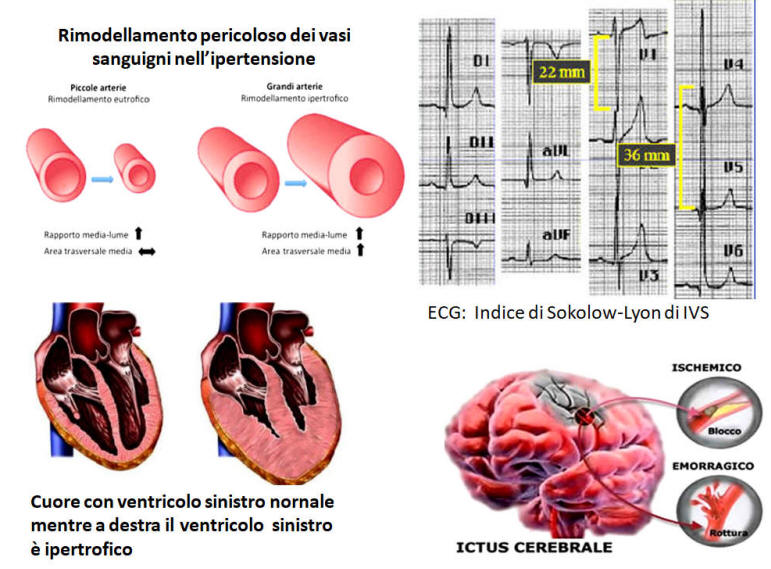 Rimodellamento pericoloso dei vasi
sanguigni nell'ipertensione
Piccole arterie
Rimodellamento eutrofico
Grandi arterie
Rimodellamento ipertrofico
Rapporto media-lume
Area trasversale media
Rapporto media-lume
Area trasversale media
DI
DII
DIII
aVL
aVF
V1
V3
V4
V5
V6
22 mm
36 mm
ECG: Indice di Sokolow-Lyon di IVS
Cuore con ventricolo sinistro nornale
mentre a destra il ventricolo sinistro
è ipertrofico
ISCHEMICO
Blocco
EMORRAGICO
Rottura
ICTUS CEREBRALE